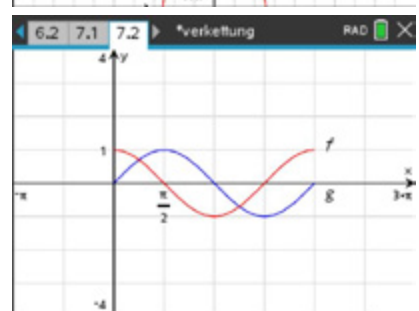 6.2 7.1 7.2 *verkettung RAD
4 y
1
f
x
-π π/2 g 3·π
-4